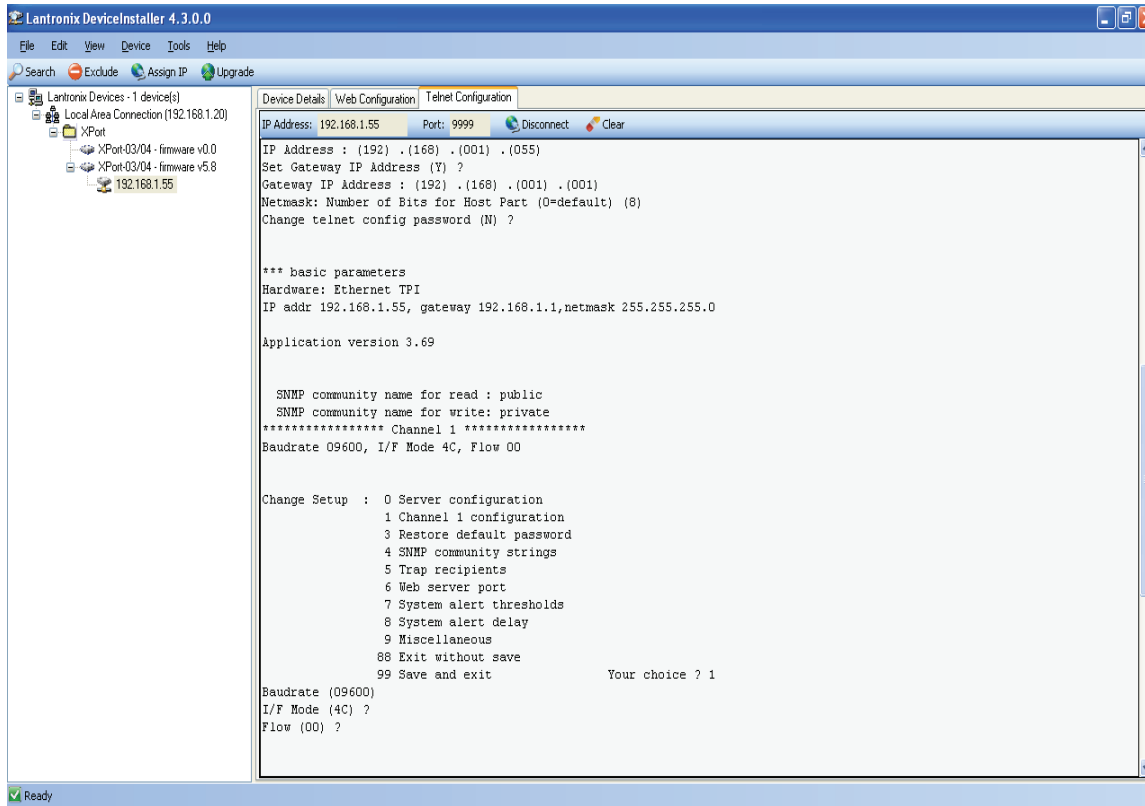 Lantronix DeviceInstaller 4.3.0.0
File Edit View Device Tools Help
Search Exclude Assign IP Upgrade
Lantronix Devices - 1 device(s)
Local Area Connection (192.168.1.20)
XPort
XPort-03/04 - firmware v0.0
XPort-03/04 - firmware v5.8
192.168.1.55
Device Details Web Configuration Telnet Configuration
IP Address: 192.168.1.55 Port: 9999 Disconnect Clear
IP Address : (192) .(168) .(001) .(055)
Set Gateway IP Address (Y) ?
Gateway IP Address : (192) .(168) .(001) .(001)
Netmask: Number of Bits for Host Part (0=default) (8)
Change telnet config password (N) ?
*** basic parameters
Hardware: Ethernet TPI
IP addr 192.168.1.55, gateway 192.168.1.1,netmask 255.255.255.0
Application version 3.69
SNMP community name for read : public
SNMP community name for write: private
***************** Channel 1 *****************
Baudrate 09600, I/F Mode 4C, Flow 00
Change Setup : 0 Server configuration
1 Channel 1 configuration
3 Restore default password
4 SNMP community strings
5 Trap recipients
6 Web server port
7 System alert thresholds
8 System alert delay
9 Miscellaneous
88 Exit without save
99 Save and exit Your choice ? 1
Baudrate (09600)
I/F Mode (4C) ?
Flow (00) ?
Ready